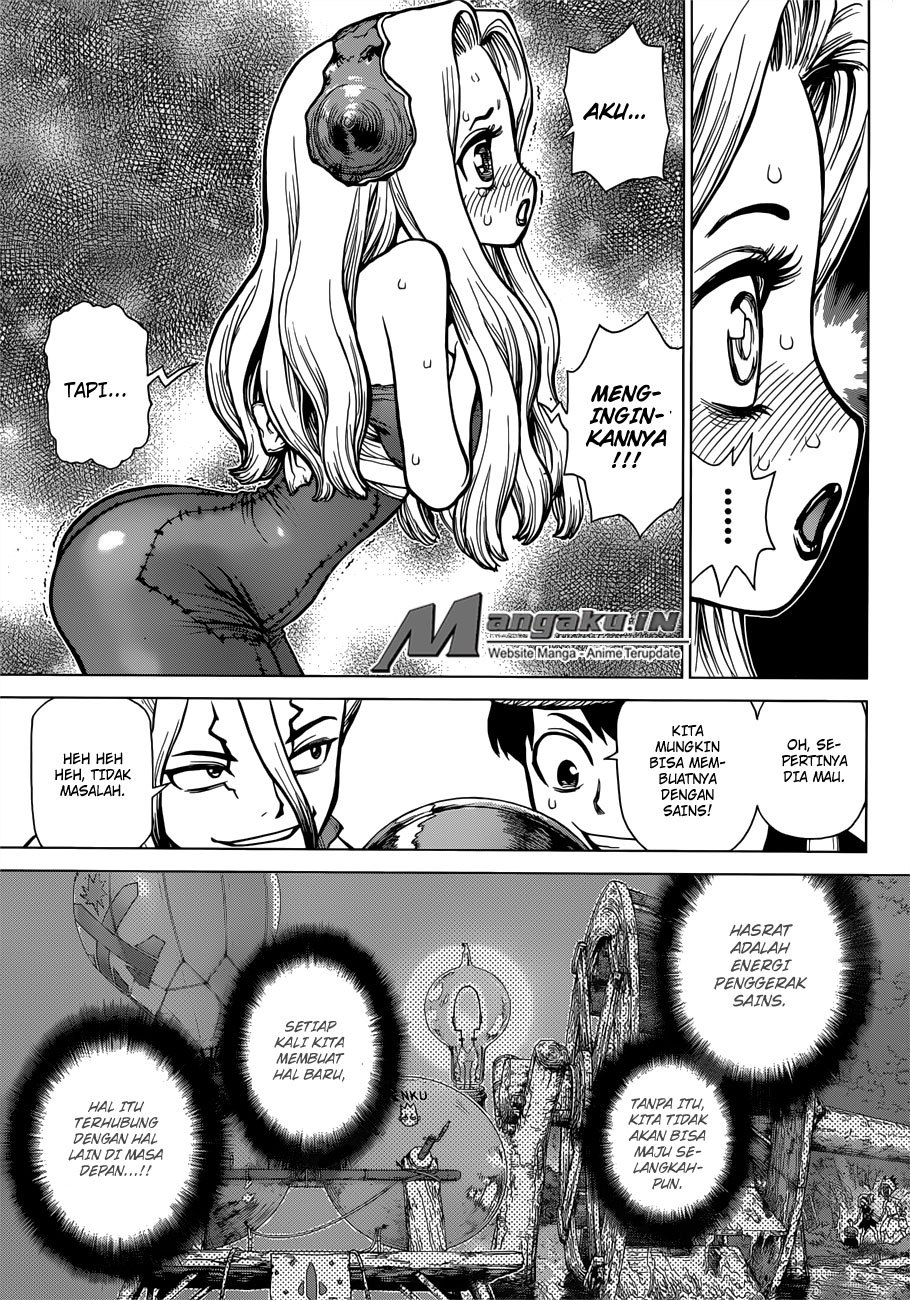 .......
AKU...
MENG-
INGIN-
KANNYA
!!!
TAPI...
Mangaku.IN
Website Manga - Anime Terupdate
OH, SE-
PERTINYA
DIA MAU.
KITA
MUNGKIN
BISA MEM-
BUATNYA
DENGAN
SAINS!
HEH HEH
HEH, TIDAK
MASALAH.
HASRAT
ADALAH
ENERGI
PENGGERAK
SAINS.
TANPA ITU,
KITA TIDAK
AKAN BISA
MAJU SE-
LANGKAH-
PUN.
SETIAP
KALI KITA
MEMBUAT
HAL BARU,
HAL ITU
TERHUBUNG
DENGAN HAL
LAIN DI MASA
DEPAN...!!